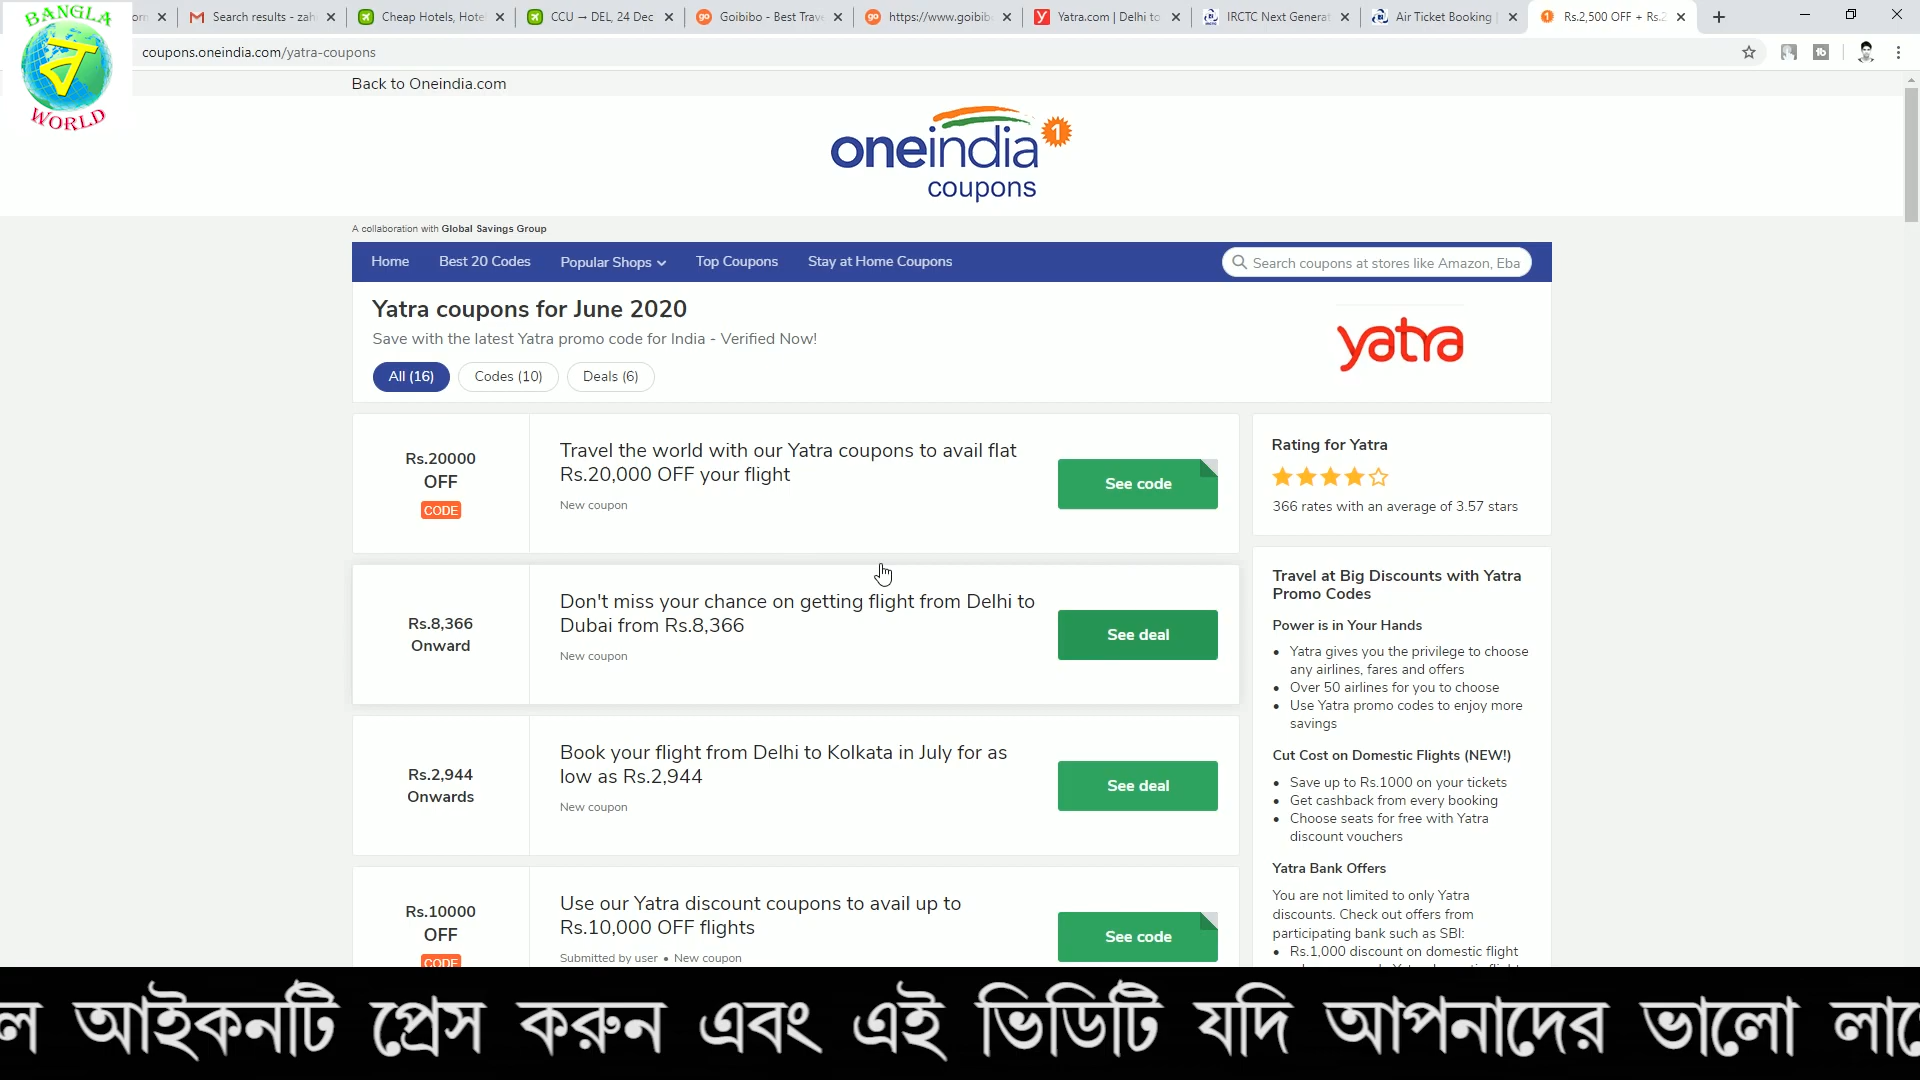 BANGLA
ব
WORLD
Search results - zah
Cheap Hotels, Hote
CCU → DEL, 24 Dec
Goibibo - Best Trav
https://www.goibib
Yatra.com | Delhi to
IRCTC Next Generat
Air Ticket Booking |
Rs.2,500 OFF + Rs.2
coupons.oneindia.com/yatra-coupons
Back to Oneindia.com
oneindia 1
coupons
A collaboration with Global Savings Group
Home
Best 20 Codes
Popular Shops
Top Coupons
Stay at Home Coupons
Search coupons at stores like Amazon, Eba
Yatra coupons for June 2020
Save with the latest Yatra promo code for India - Verified Now!
All (16)
Codes (10)
Deals (6)
yatra
Rs.20000
OFF
CODE
Travel the world with our Yatra coupons to avail flat
Rs.20,000 OFF your flight
New coupon
See code
Rs.8,366
Onward
Don't miss your chance on getting flight from Delhi to
Dubai from Rs.8,366
New coupon
See deal
Rs.2,944
Onwards
Book your flight from Delhi to Kolkata in July for as
low as Rs.2,944
New coupon
See deal
Rs.10000
OFF
CODE
Use our Yatra discount coupons to avail up to
Rs.10,000 OFF flights
Submitted by user • New coupon
See code
Rating for Yatra
366 rates with an average of 3.57 stars
Travel at Big Discounts with Yatra
Promo Codes
Power is in Your Hands
• Yatra gives you the privilege to choose
any airlines, fares and offers
• Over 50 airlines for you to choose
• Use Yatra promo codes to enjoy more
savings
Cut Cost on Domestic Flights (NEW!)
• Save up to Rs.1000 on your tickets
• Get cashback from every booking
• Choose seats for free with Yatra
discount vouchers
Yatra Bank Offers
You are not limited to only Yatra
discounts. Check out offers from
participating bank such as SBI:
• Rs.1,000 discount on domestic flight
ল আইকনটি প্রেস করুন এবং এই ভিডিটি যদি আপনাদের ভালো লাগে